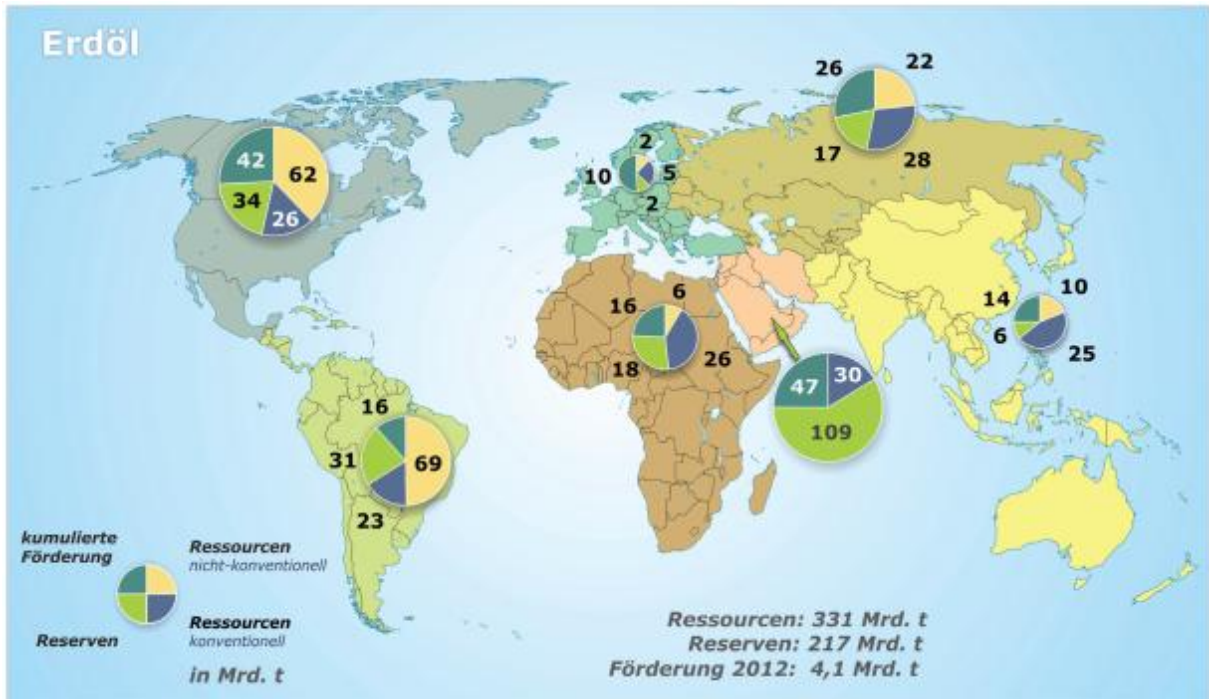 Erdöl
26
22
17
28
42
62
34
26
2
10
5
2
16
6
18
26
14
10
6
25
47
30
109
16
31
69
23
kumulierte
Förderung
Ressourcen
nicht-konventionell
Reserven
Ressourcen
konventionell
in Mrd. t
Ressourcen: 331 Mrd. t
Reserven: 217 Mrd. t
Förderung 2012: 4,1 Mrd. t